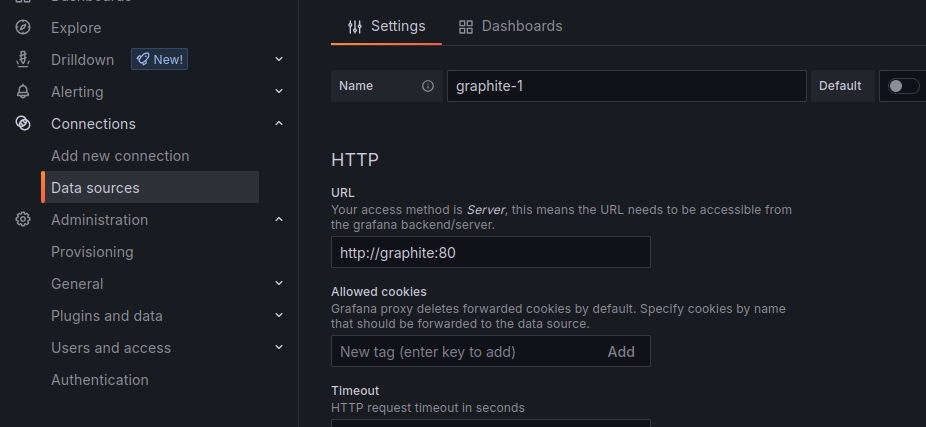 Dashboards
Explore
Drilldown New!
Alerting
Connections
Add new connection
Data sources
Administration
Provisioning
General
Plugins and data
Users and access
Authentication
Settings Dashboards
Name graphite-1 Default
HTTP
URL
Your access method is Server, this means the URL needs to be accessible from
the grafana backend/server.
http://graphite:80
Allowed cookies
Grafana proxy deletes forwarded cookies by default. Specify cookies by name
that should be forwarded to the data source.
New tag (enter key to add) Add
Timeout
HTTP request timeout in seconds